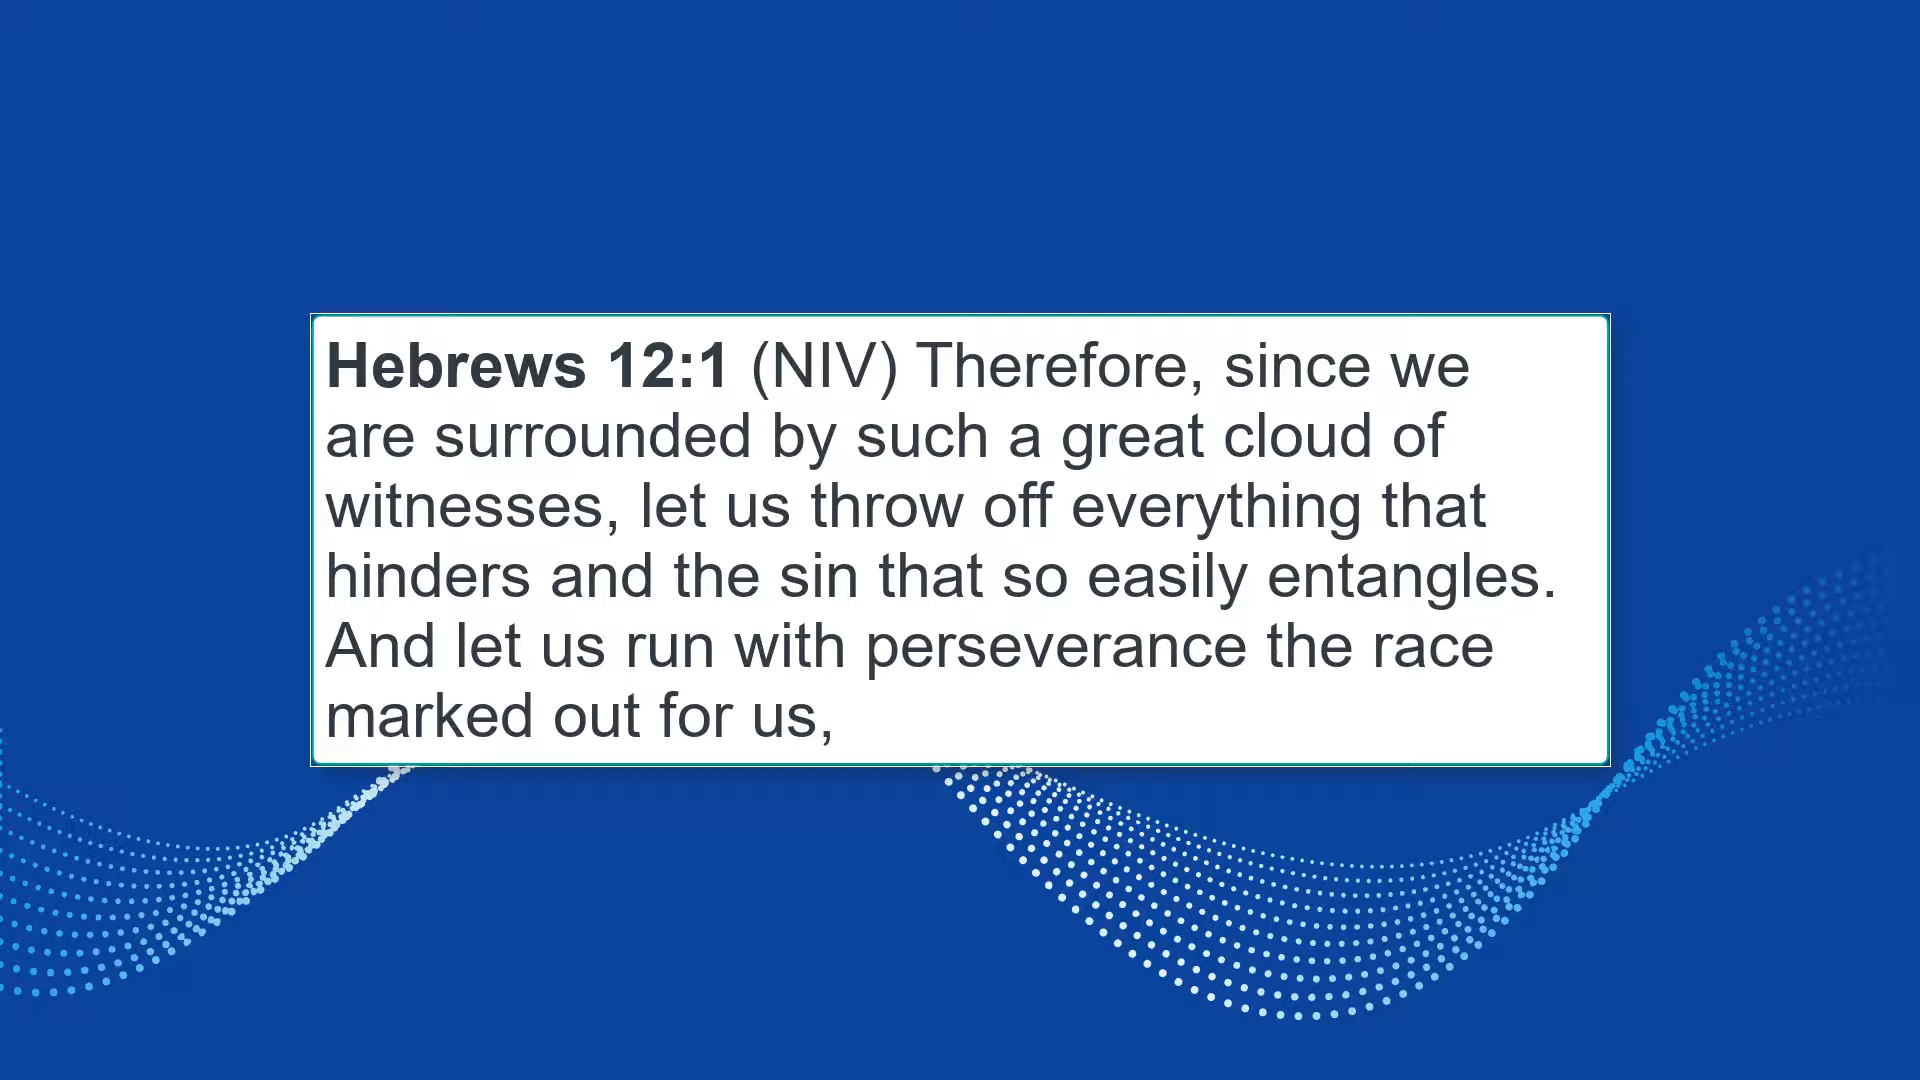 Hebrews 12:1 (NIV) Therefore, since we
are surrounded by such a great cloud of
witnesses, let us throw off everything that
hinders and the sin that so easily entangles.
And let us run with perseverance the race
marked out for us,